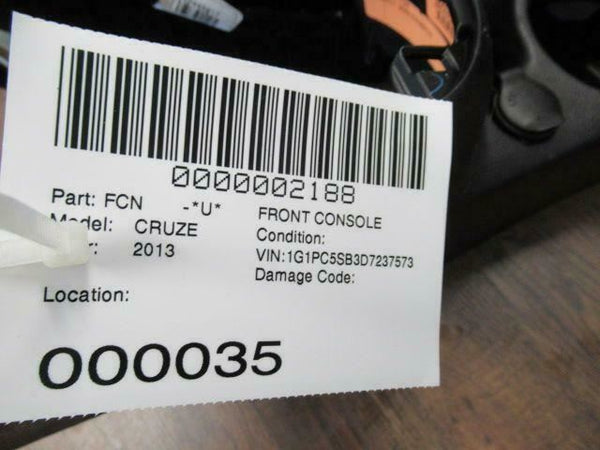 0000002188
Part: FCN -*U* FRONT CONSOLE
Model: CRUZE Condition:
2013 VIN:1G1PC5SB3D7237573
Damage Code:
Location:
000035